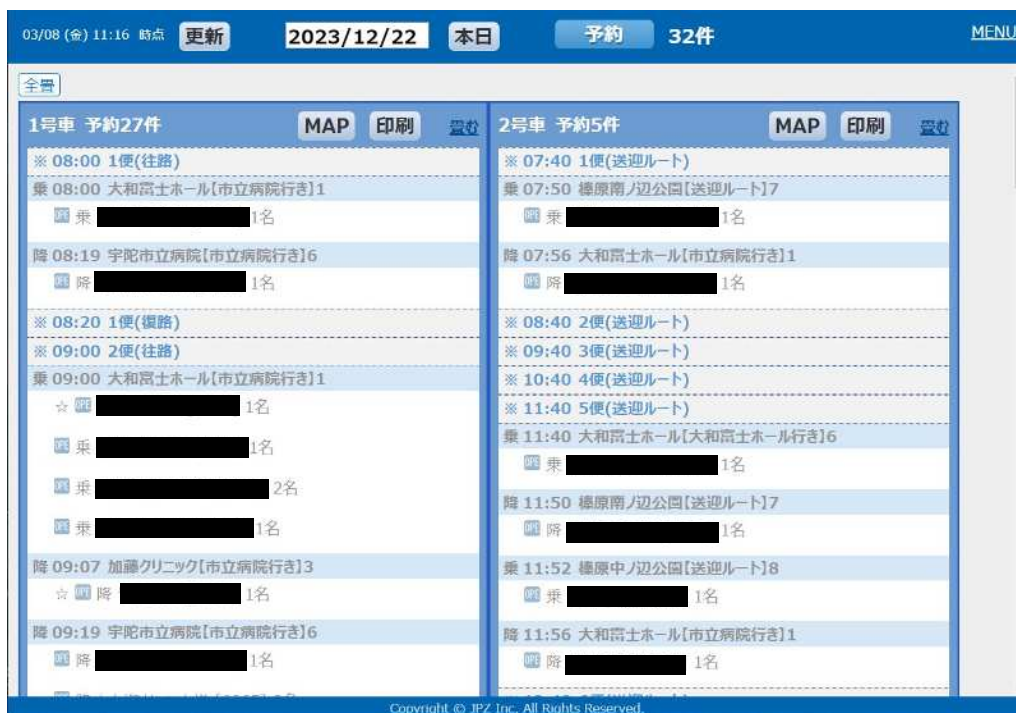 03/08 (金) 11:16 時点 更新 2023/12/22 本日 予約 32件 MENU
全畳
1号車 予約27件 MAP 印刷 畳む
※ 08:00 1便(往路)
乗 08:00 大和富士ホール【市立病院行き】1
OPE 乗 1名
降 08:19 宇陀市立病院【市立病院行き】6
OPE 降 1名
※ 08:20 1便(復路)
※ 09:00 2便(往路)
乗 09:00 大和富士ホール【市立病院行き】1
☆ OPE 1名
OPE 乗 1名
OPE 乗 2名
OPE 乗 1名
降 09:07 加藤クリニック【市立病院行き】3
☆ OPE 降 1名
降 09:19 宇陀市立病院【市立病院行き】6
OPE 降 1名
2号車 予約5件 MAP 印刷 畳む
※ 07:40 1便(送迎ルート)
乗 07:50 榛原南ノ辺公園【送迎ルート】7
OPE 乗 1名
降 07:56 大和富士ホール【市立病院行き】1
OPE 降 1名
※ 08:40 2便(送迎ルート)
※ 09:40 3便(送迎ルート)
※ 10:40 4便(送迎ルート)
※ 11:40 5便(送迎ルート)
乗 11:40 大和富士ホール【大和富士ホール行き】6
OPE 乗 1名
降 11:50 榛原南ノ辺公園【送迎ルート】7
OPE 降 1名
乗 11:52 榛原中ノ辺公園【送迎ルート】8
OPE 乗 1名
降 11:56 大和富士ホール【市立病院行き】1
OPE 降 1名
Copyright © JPZ Inc. All Rights Reserved.